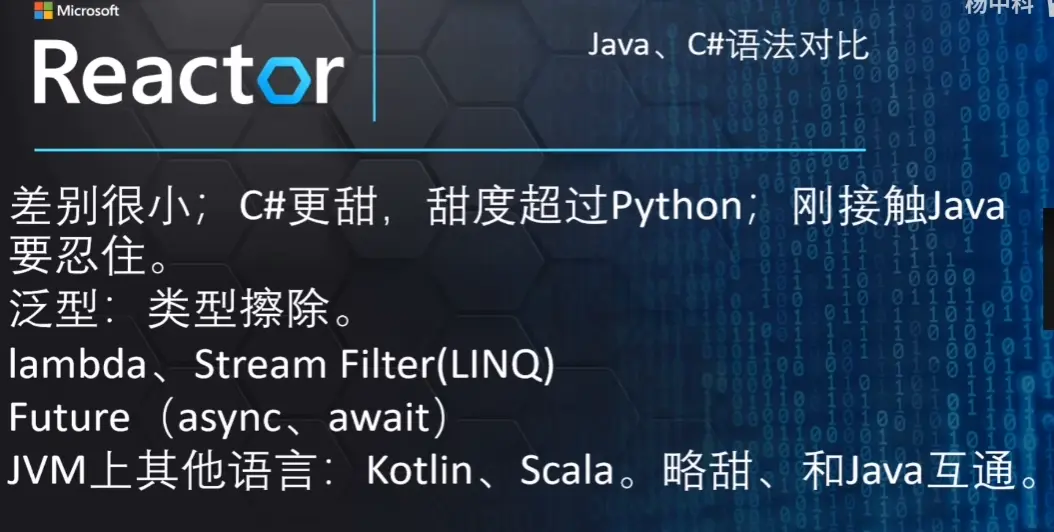 Microsoft
杨中科
Reactor
Java、C#语法对比
差别很小；C#更甜，甜度超过Python；刚接触Java
要忍住。
泛型：类型擦除。
lambda、Stream Filter(LINQ)
Future（async、await）
JVM上其他语言：Kotlin、Scala。略甜、和Java互通。